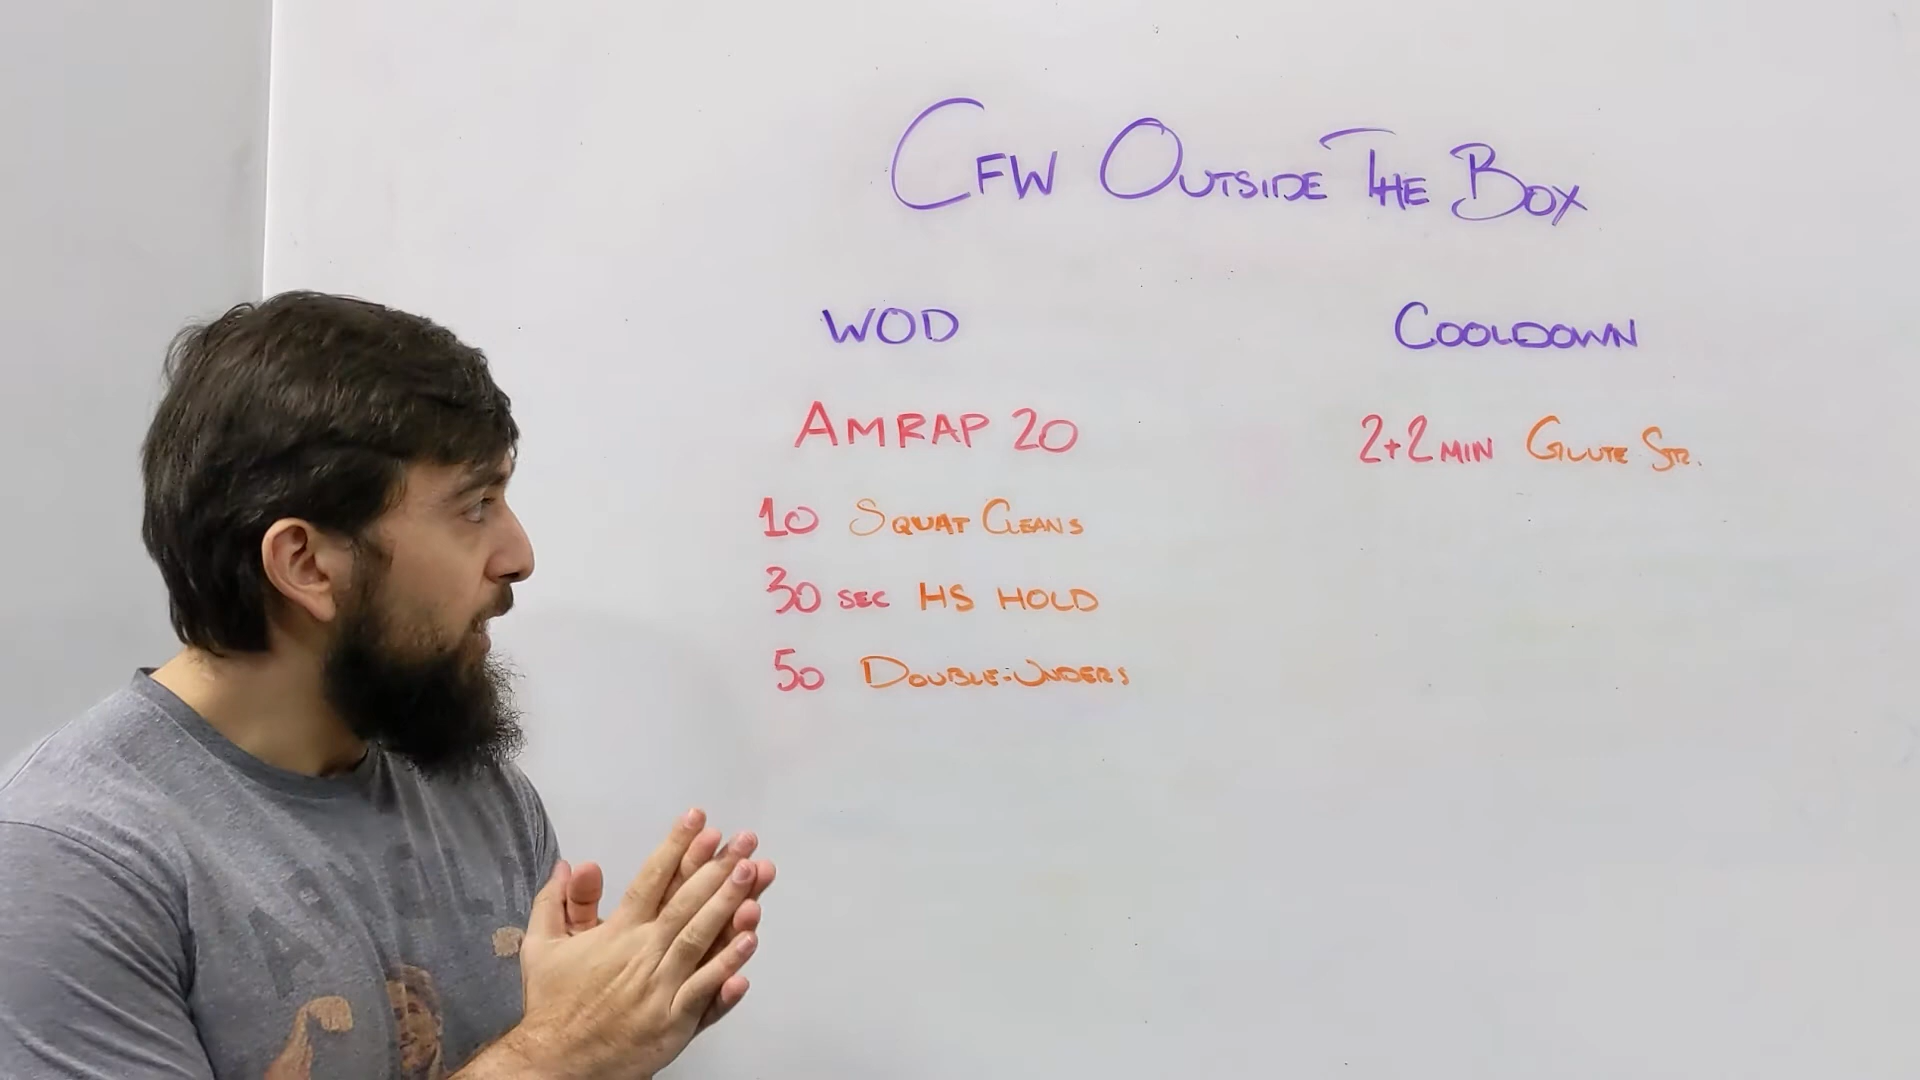 CFW OUTSIDE THE BOX
WOD
AMRAP 20
10 SQUAT CLEANS
30 SEC HS HOLD
50 DOUBLE-UNDERS
COOLDOWN
2+2 MIN GLUTE STR.